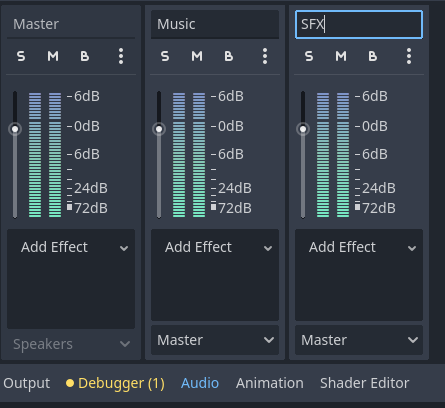 Master Music SFX
S M B S M B S M B
6dB 6dB 6dB
0dB 0dB 0dB
6dB 6dB 6dB
24dB 24dB 24dB
72dB 72dB 72dB
Add Effect Add Effect Add Effect
Speakers Master Master
Output Debugger (1) Audio Animation Shader Editor